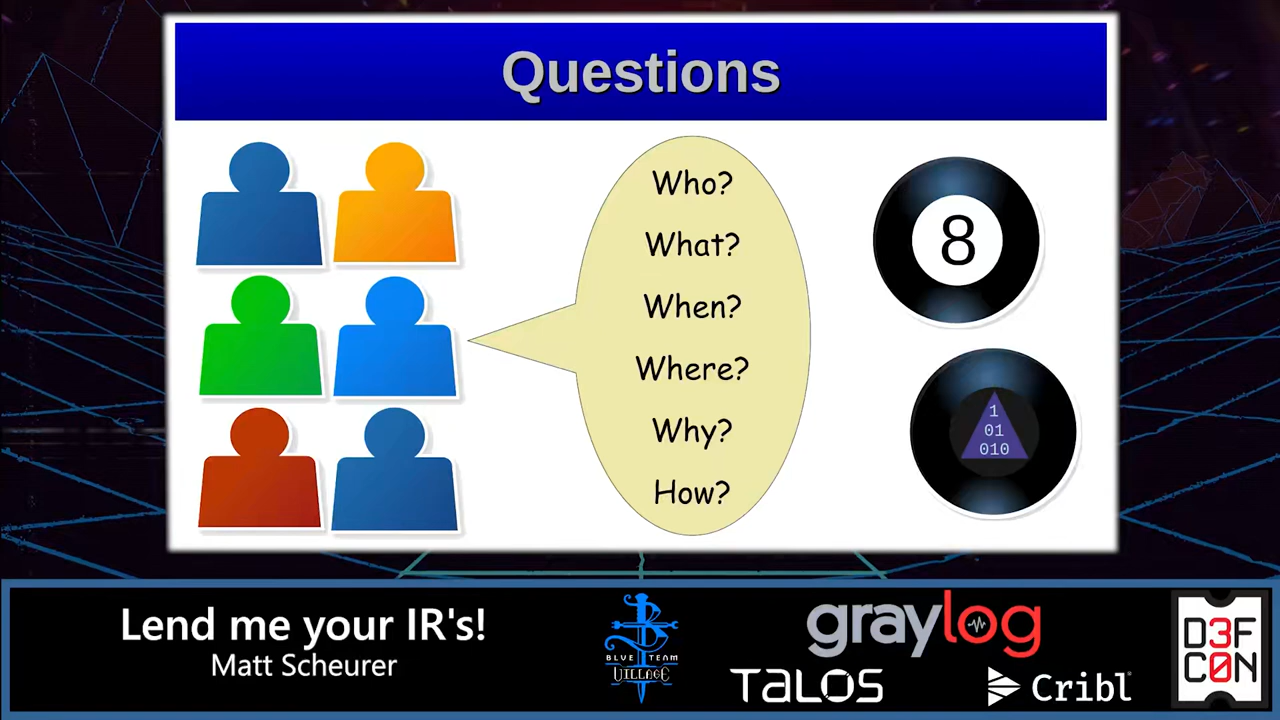 Questions
Who?
What?
When?
Where?
Why?
How?
8
1
01
010
Lend me your IR's!
Matt Scheurer
BLUE TEAM
VILLAGE
graylog
TALOS
Cribl
D3F
C0N